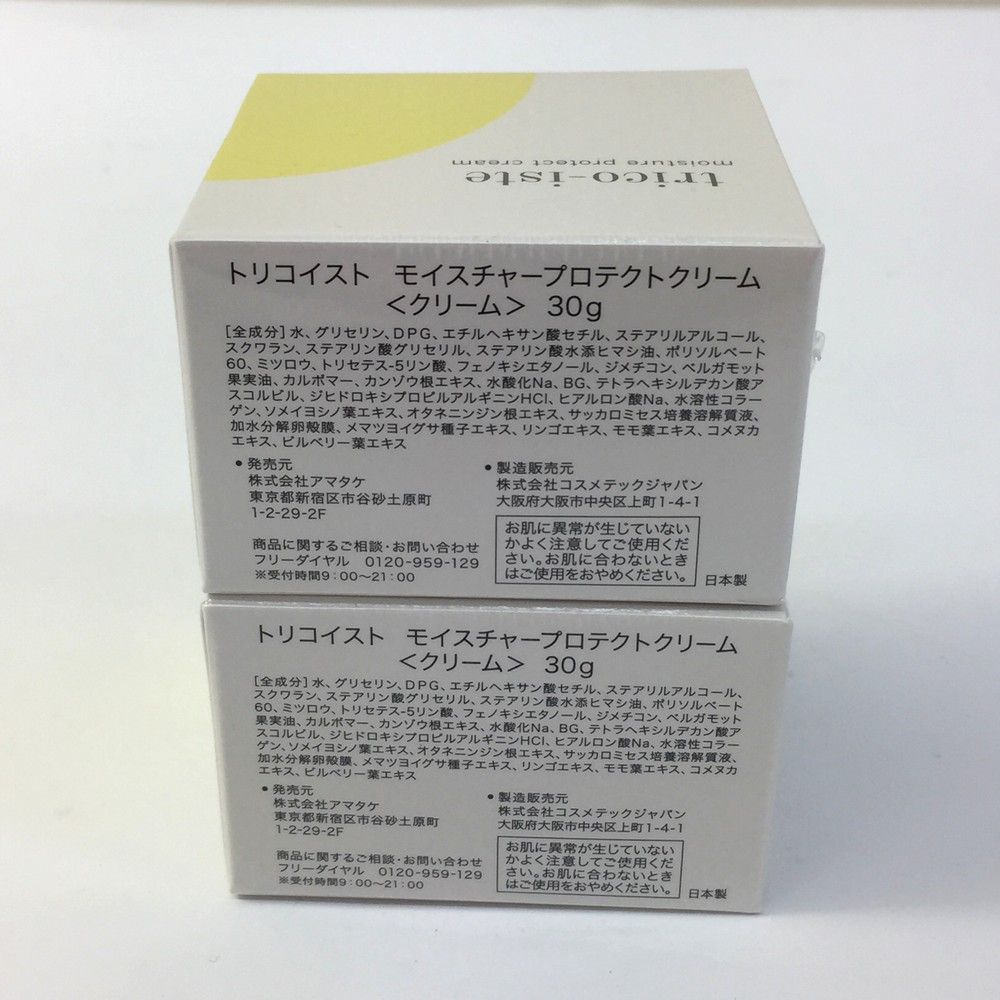 trico-iste
moisture protect cream
トリコイスト モイスチャープロテクトクリーム
<クリーム> 30g
[全成分]水、グリセリン、DPG、エチルヘキサン酸セチル、ステアリルアルコール、
スクワラン、ステアリン酸グリセリル、ステアリン酸水添ヒマシ油、ポリソルベート
60、ミツロウ、トリセテス-5リン酸、フェノキシエタノール、ジメチコン、ベルガモット
果実油、カルボマー、カンゾウ根エキス、水酸化Na、BG、テトラヘキシルデカン酸ア
スコルビル、ジヒドロキシプロピルアルギニンHCl、ヒアルロン酸Na、水溶性コラー
ゲン、ソメイヨシノ葉エキス、オタネニンジン根エキス、サッカロミセス培養溶解質液、
加水分解卵殻膜、メマツヨイグサ種子エキス、リンゴエキス、モモ葉エキス、コメヌカ
エキス、ビルベリー葉エキス
●発売元
株式会社アマタケ
東京都新宿区市谷砂土原町
1-2-29-2F
商品に関するご相談・お問い合わせ
フリーダイヤル 0120-959-129
※受付時間9:00〜21:00
●製造販売元
株式会社コスメテックジャパン
大阪府大阪市中央区上町1-4-1
お肌に異常が生じていない
かよく注意してご使用くだ
さい。お肌に合わないとき
はご使用をおやめください。
日本製
トリコイスト モイスチャープロテクトクリーム
<クリーム> 30g
[全成分]水、グリセリン、DPG、エチルヘキサン酸セチル、ステアリルアルコール、
スクワラン、ステアリン酸グリセリル、ステアリン酸水添ヒマシ油、ポリソルベート
60、ミツロウ、トリセテス-5リン酸、フェノキシエタノール、ジメチコン、ベルガモット
果実油、カルボマー、カンゾウ根エキス、水酸化Na、BG、テトラヘキシルデカン酸ア
スコルビル、ジヒドロキシプロピルアルギニンHCl、ヒアルロン酸Na、水溶性コラー
ゲン、ソメイヨシノ葉エキス、オタネニンジン根エキス、サッカロミセス培養溶解質液、
加水分解卵殻膜、メマツヨイグサ種子エキス、リンゴエキス、モモ葉エキス、コメヌカ
エキス、ビルベリー葉エキス
●発売元
株式会社アマタケ
東京都新宿区市谷砂土原町
1-2-29-2F
商品に関するご相談・お問い合わせ
フリーダイヤル 0120-959-129
※受付時間9:00〜21:00
●製造販売元
株式会社コスメテックジャパン
大阪府大阪市中央区上町1-4-1
お肌に異常が生じていない
かよく注意してご使用くだ
さい。お肌に合わないとき
はご使用をおやめください。
日本製